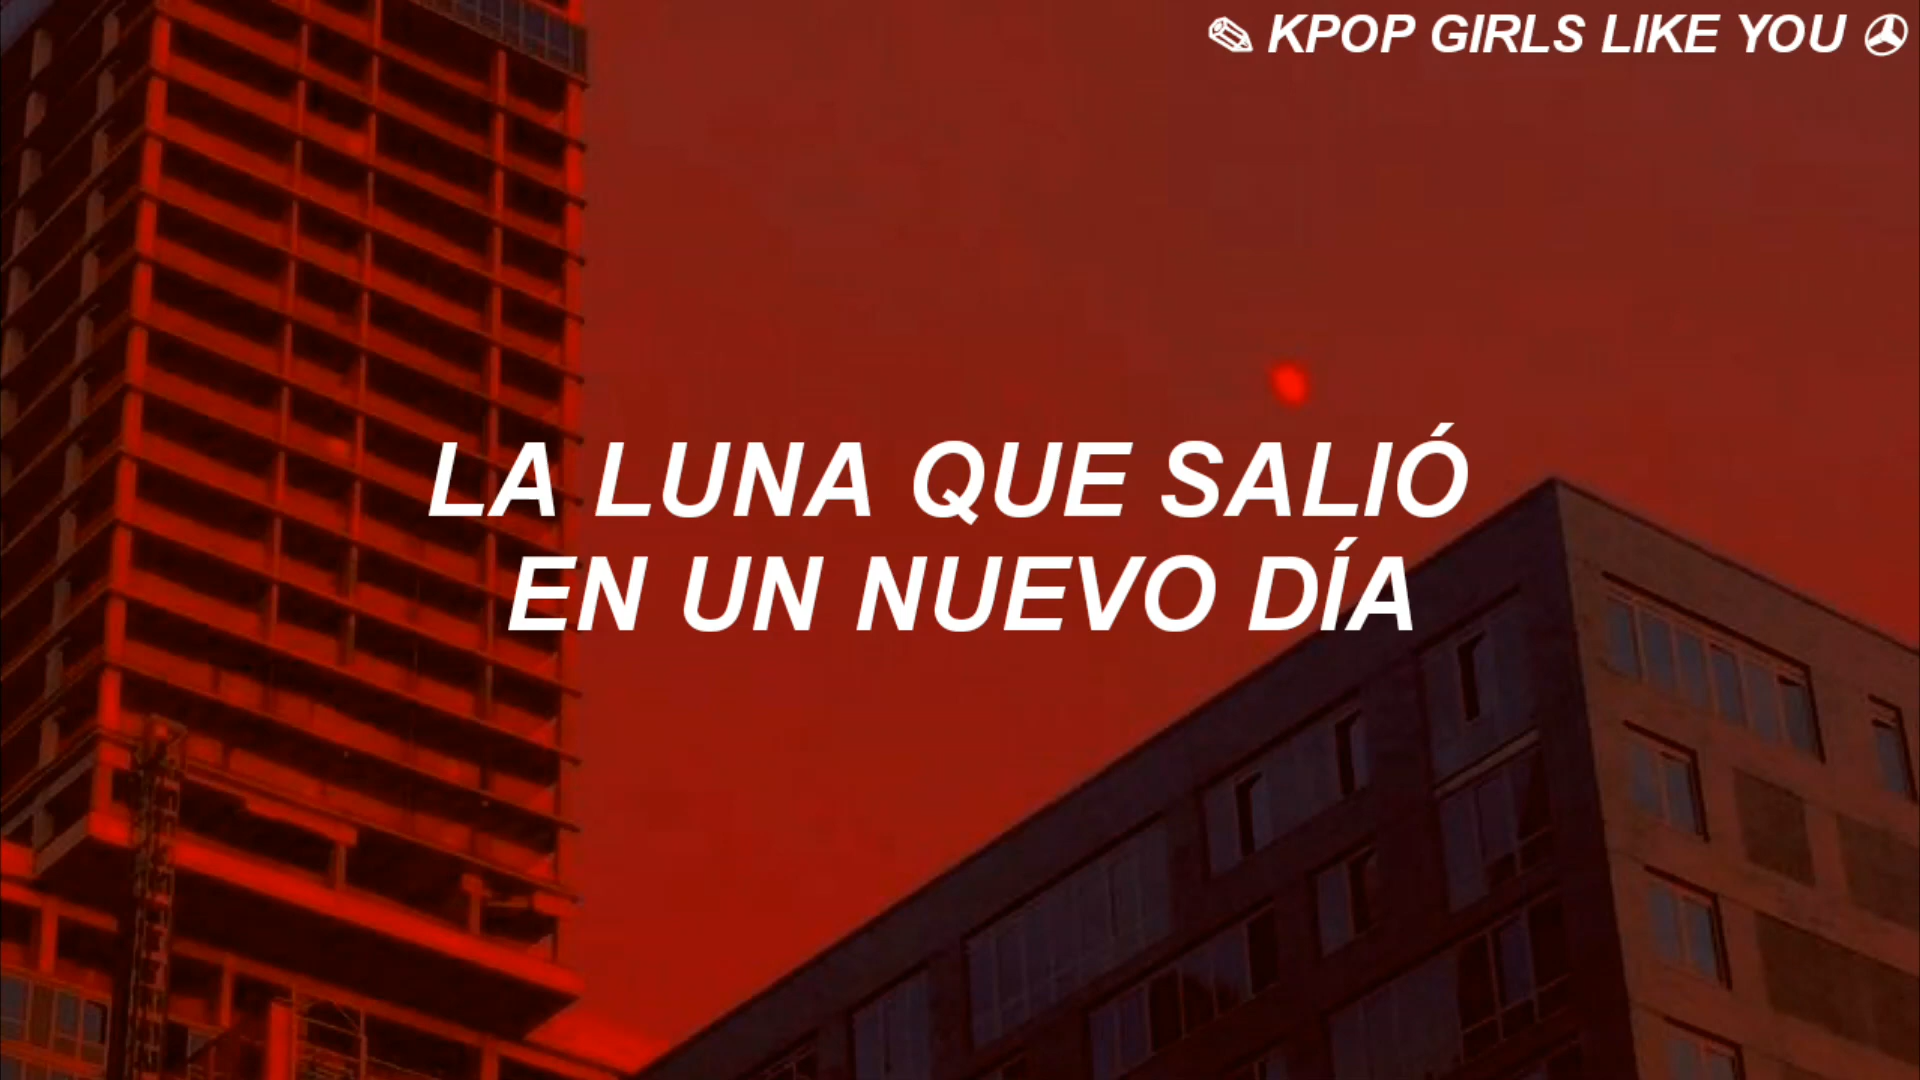 ✎ KPOP GIRLS LIKE YOU ✇
LA LUNA QUE SALIÓ
EN UN NUEVO DÍA